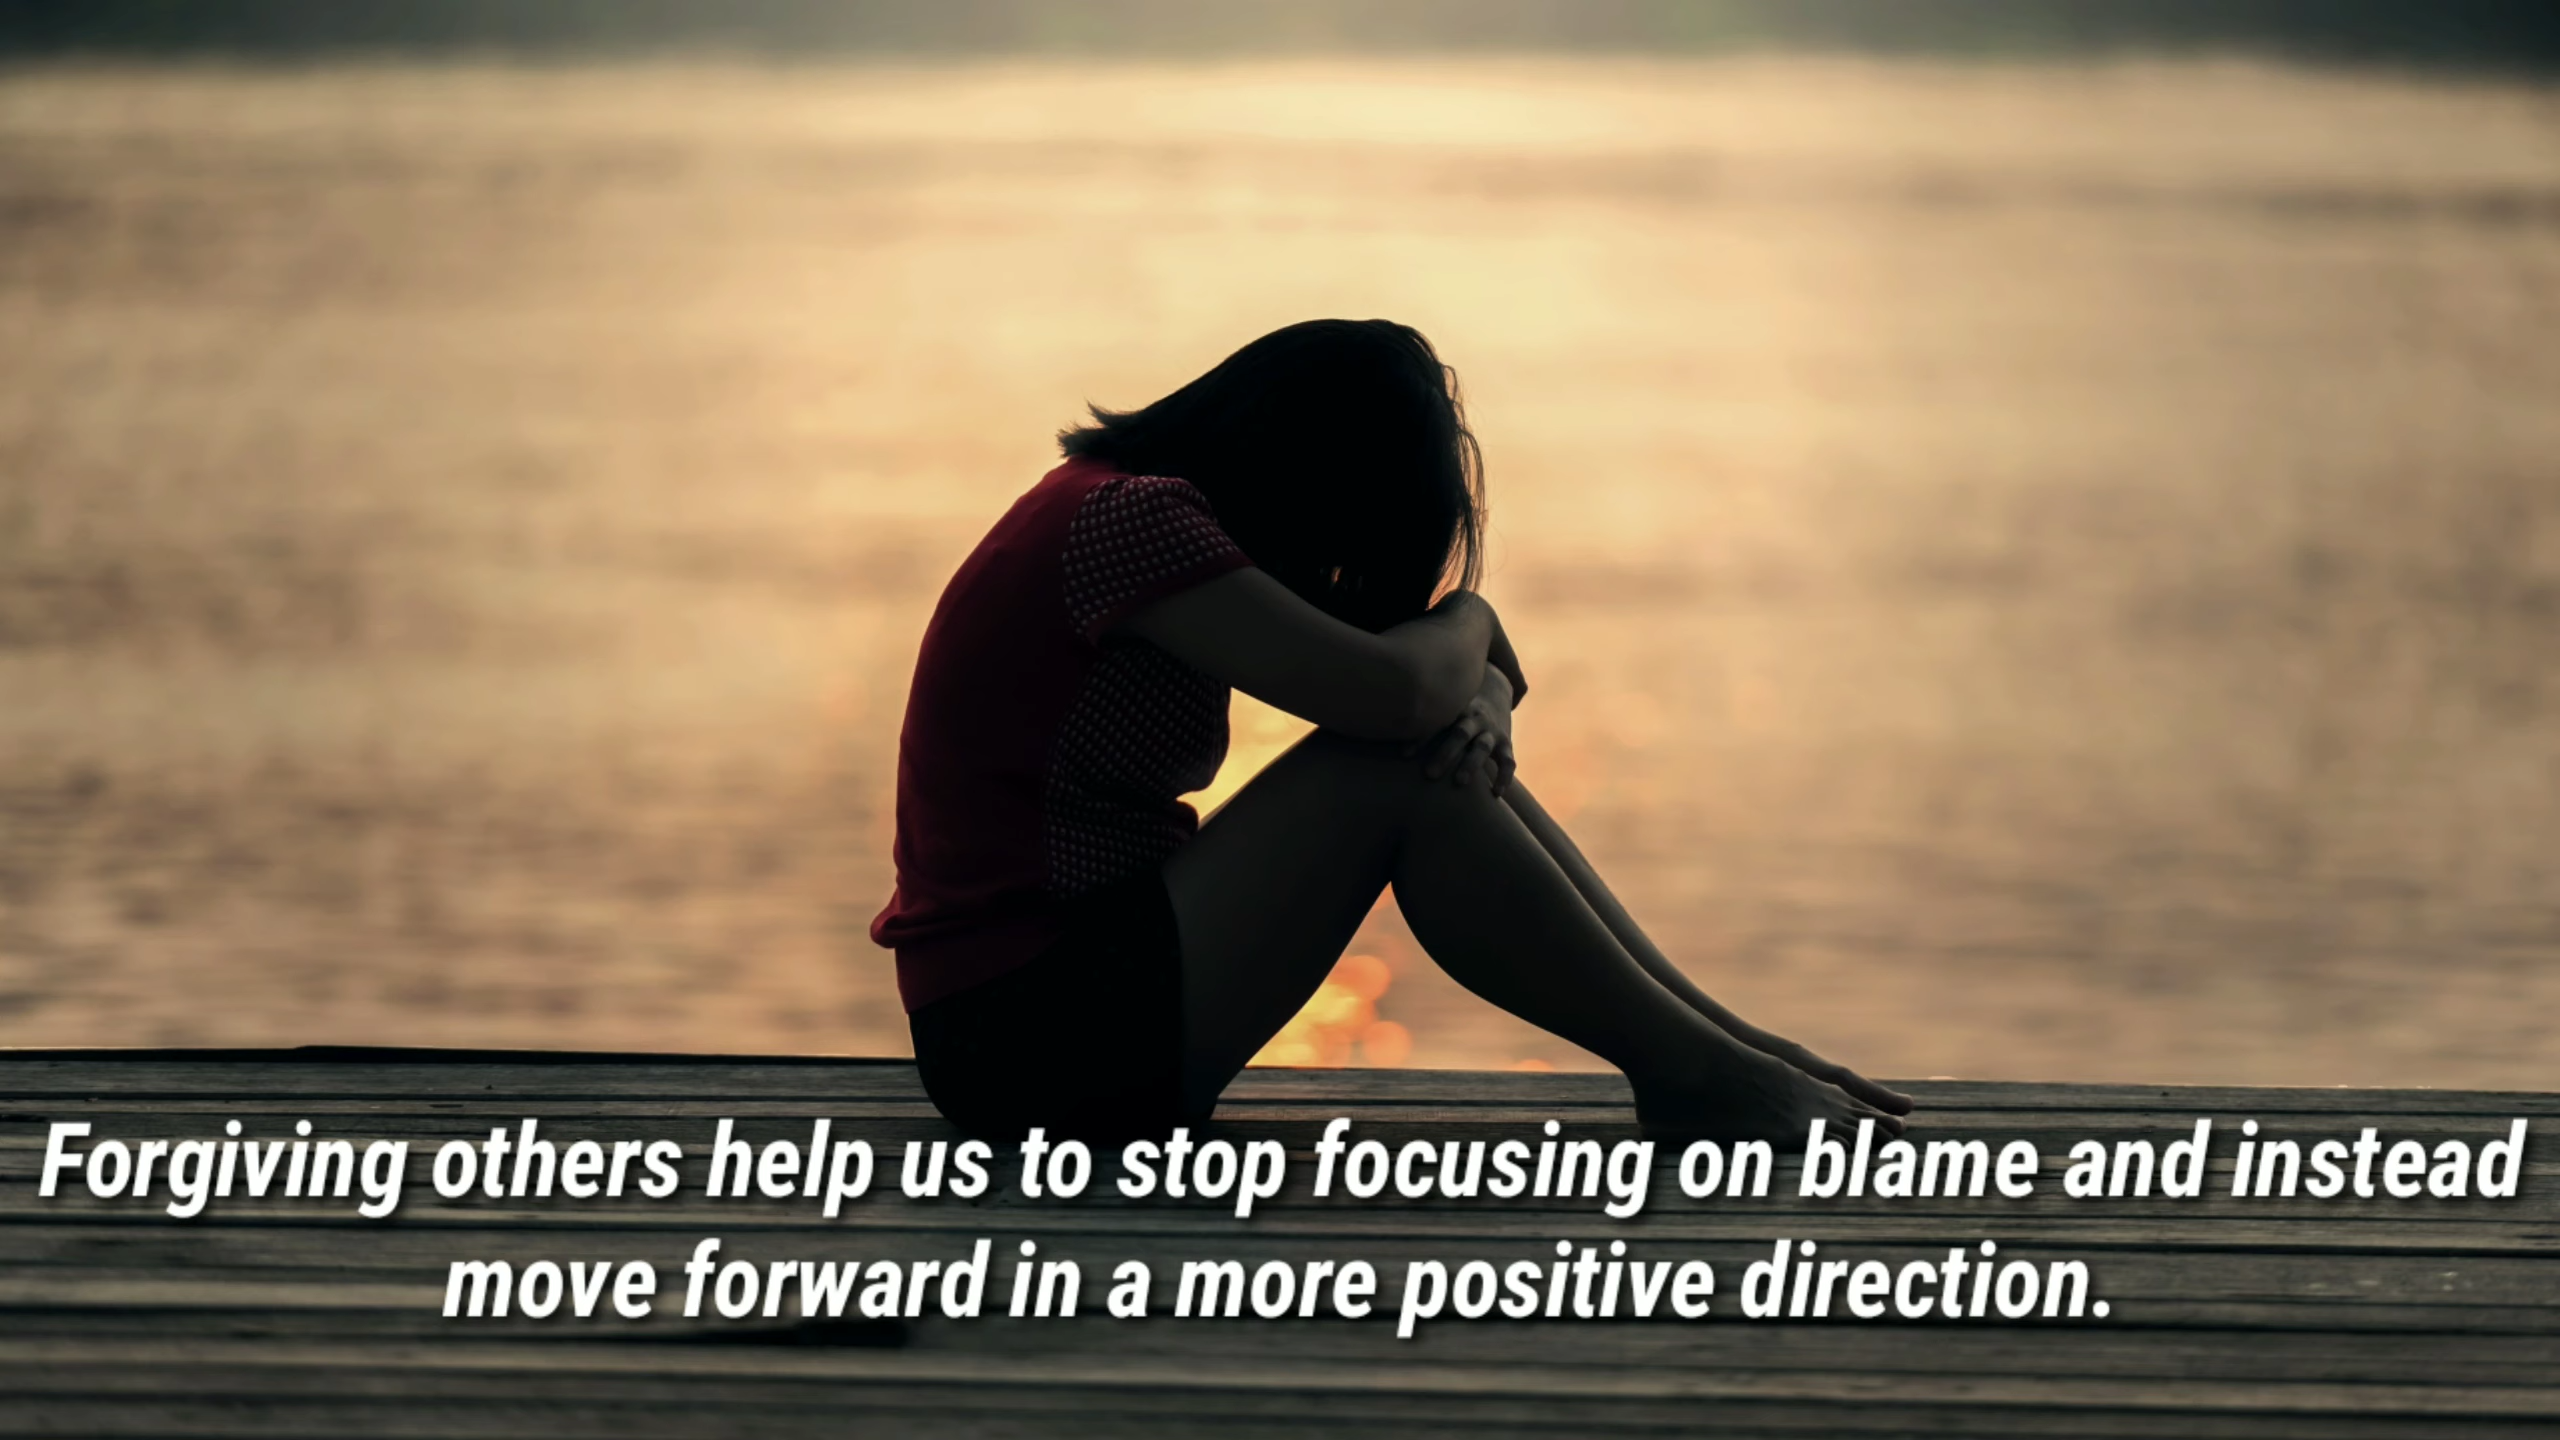 Forgiving others help us to stop focusing on blame and instead
move forward in a more positive direction.